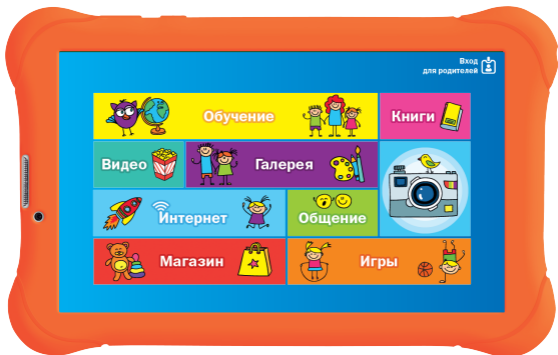 Вход
для родителей
Обучение
Книги
Видео
Галерея
Интернет
Общение
Магазин
Игры